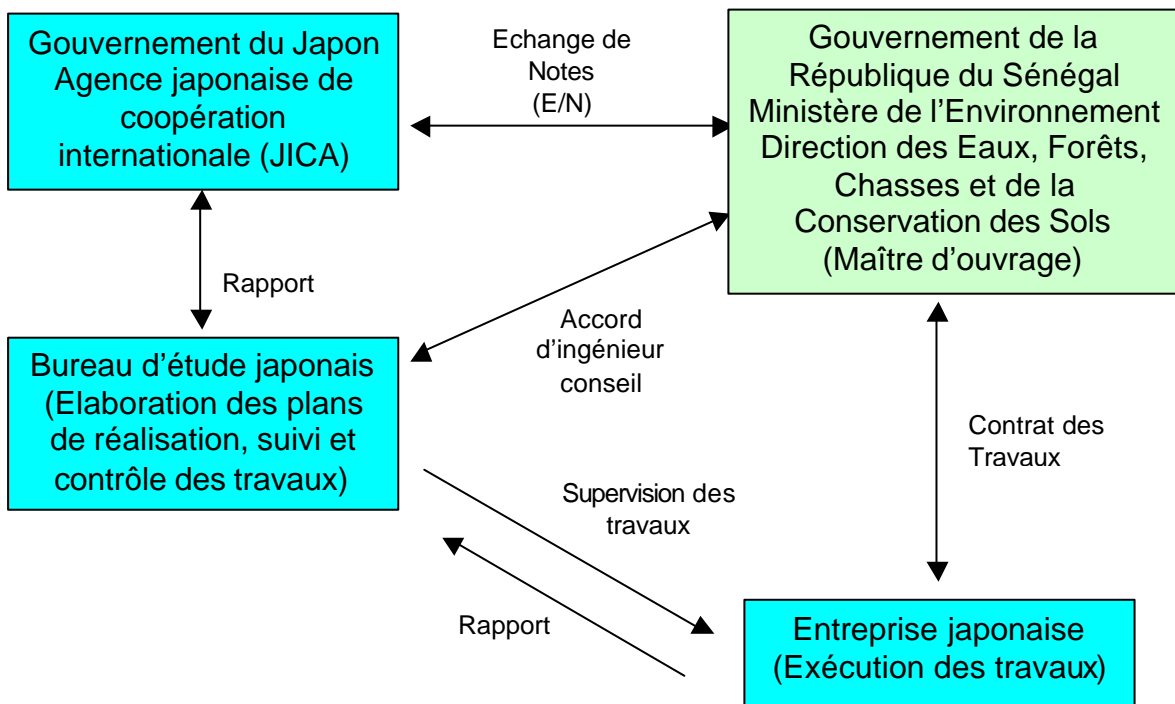 Gouvernement du Japon
Agence japonaise de
coopération
internationale (JICA)
Echange de
Notes
(E/N)
Gouvernement de la
République du Sénégal
Ministère de l’Environnement
Direction des Eaux, Forêts,
Chasses et de la
Conservation des Sols
(Maître d'ouvrage)
Rapport
Accord
d’ingénieur
conseil
Bureau d’étude japonais
(Elaboration des plans
de réalisation, suivi et
contrôle des travaux)
Contrat des
Travaux
Supervision des
travaux
Rapport
Entreprise japonaise
(Exécution des travaux)